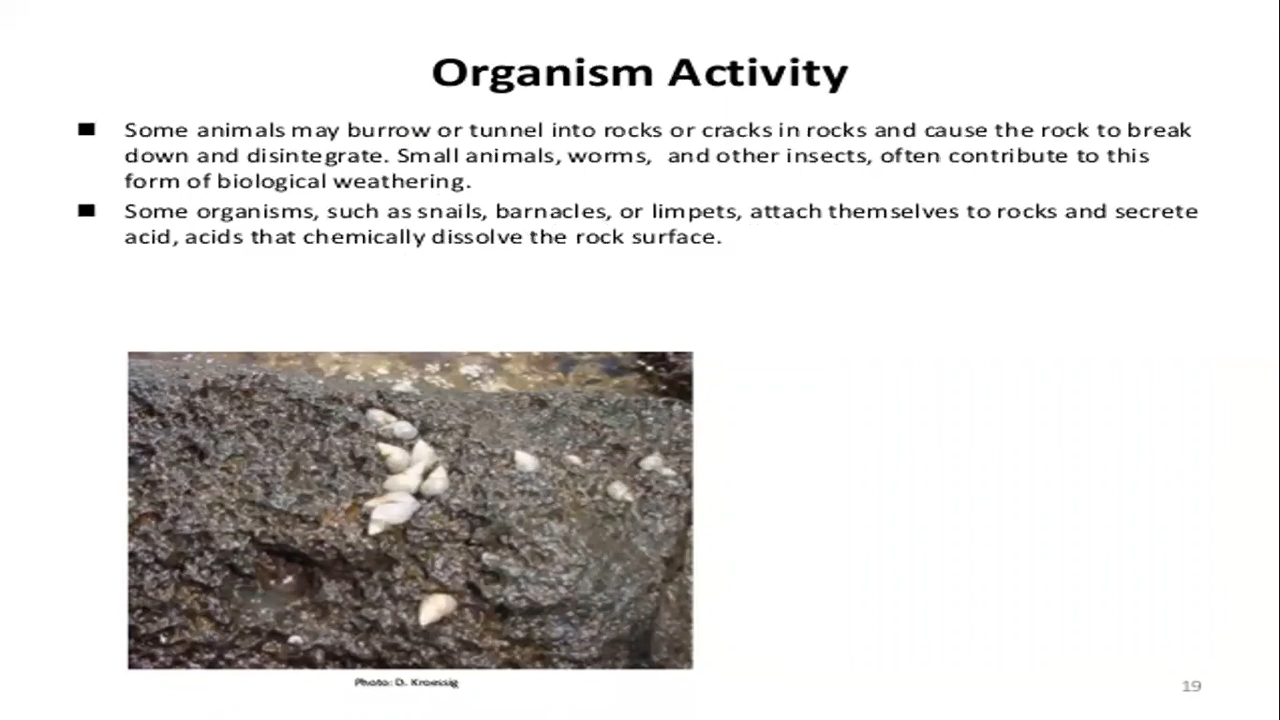 Organism Activity
Some animals may burrow or tunnel into rocks or cracks in rocks and cause the rock to break
down and disintegrate. Small animals, worms, and other insects, often contribute to this
form of biological weathering.
Some organisms, such as snails, barnacles, or limpets, attach themselves to rocks and secrete
acid, acids that chemically dissolve the rock surface.
Photo: D. Kroessig
19